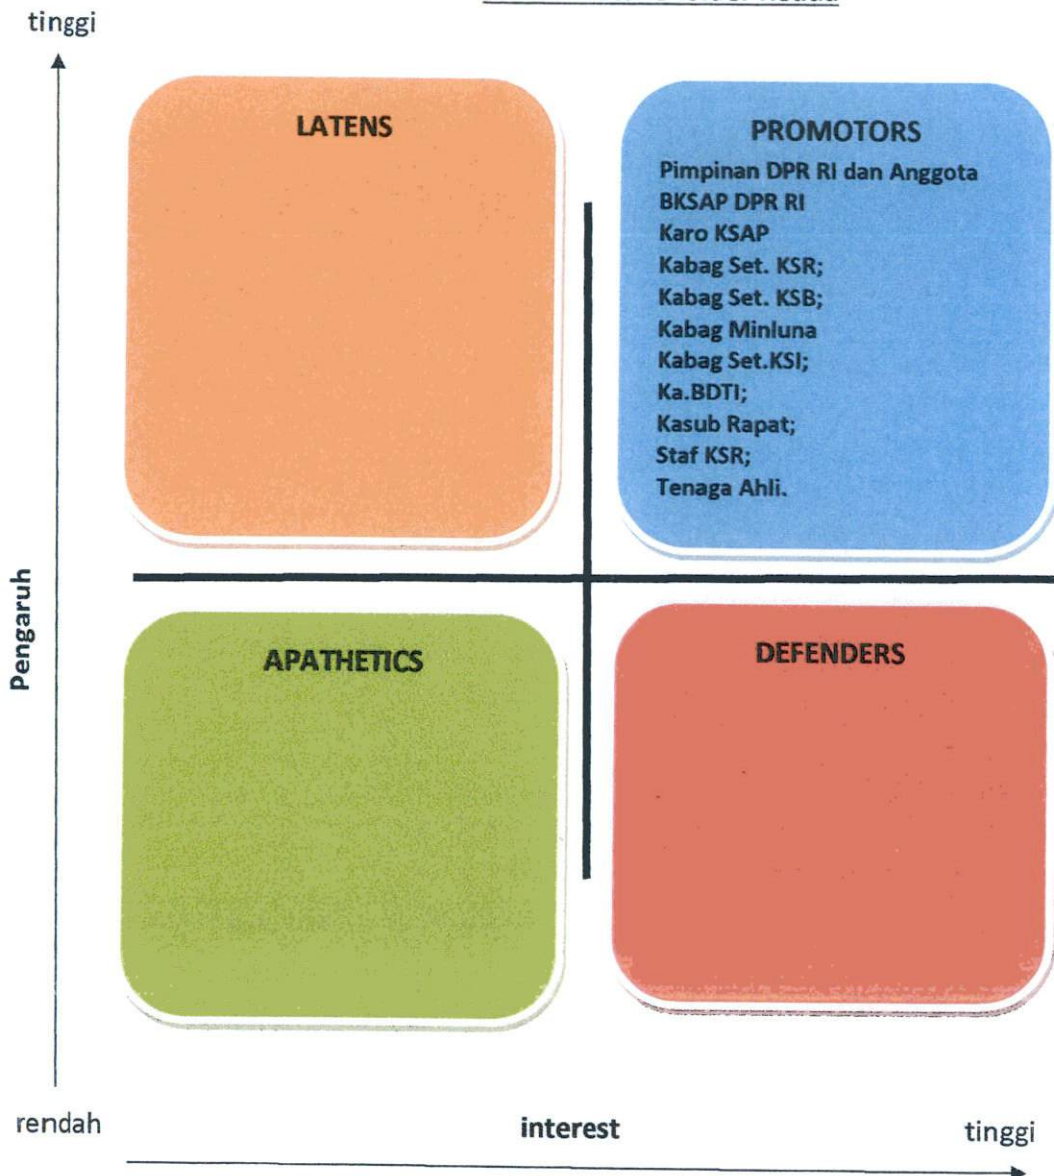 tinggi
LATENS
PROMOTORS
Pimpinan DPR RI dan Anggota
BKSAP DPR RI
Karo KSAP
Kabag Set. KSR;
Kabag Set. KSB;
Kabag Minluna
Kabag Set.KSI;
Ka.BDTI;
Kasub Rapat;
Staf KSR;
Tenaga Ahli.
Pengaruh
APATHETICS
DEFENDERS
rendah
interest
tinggi